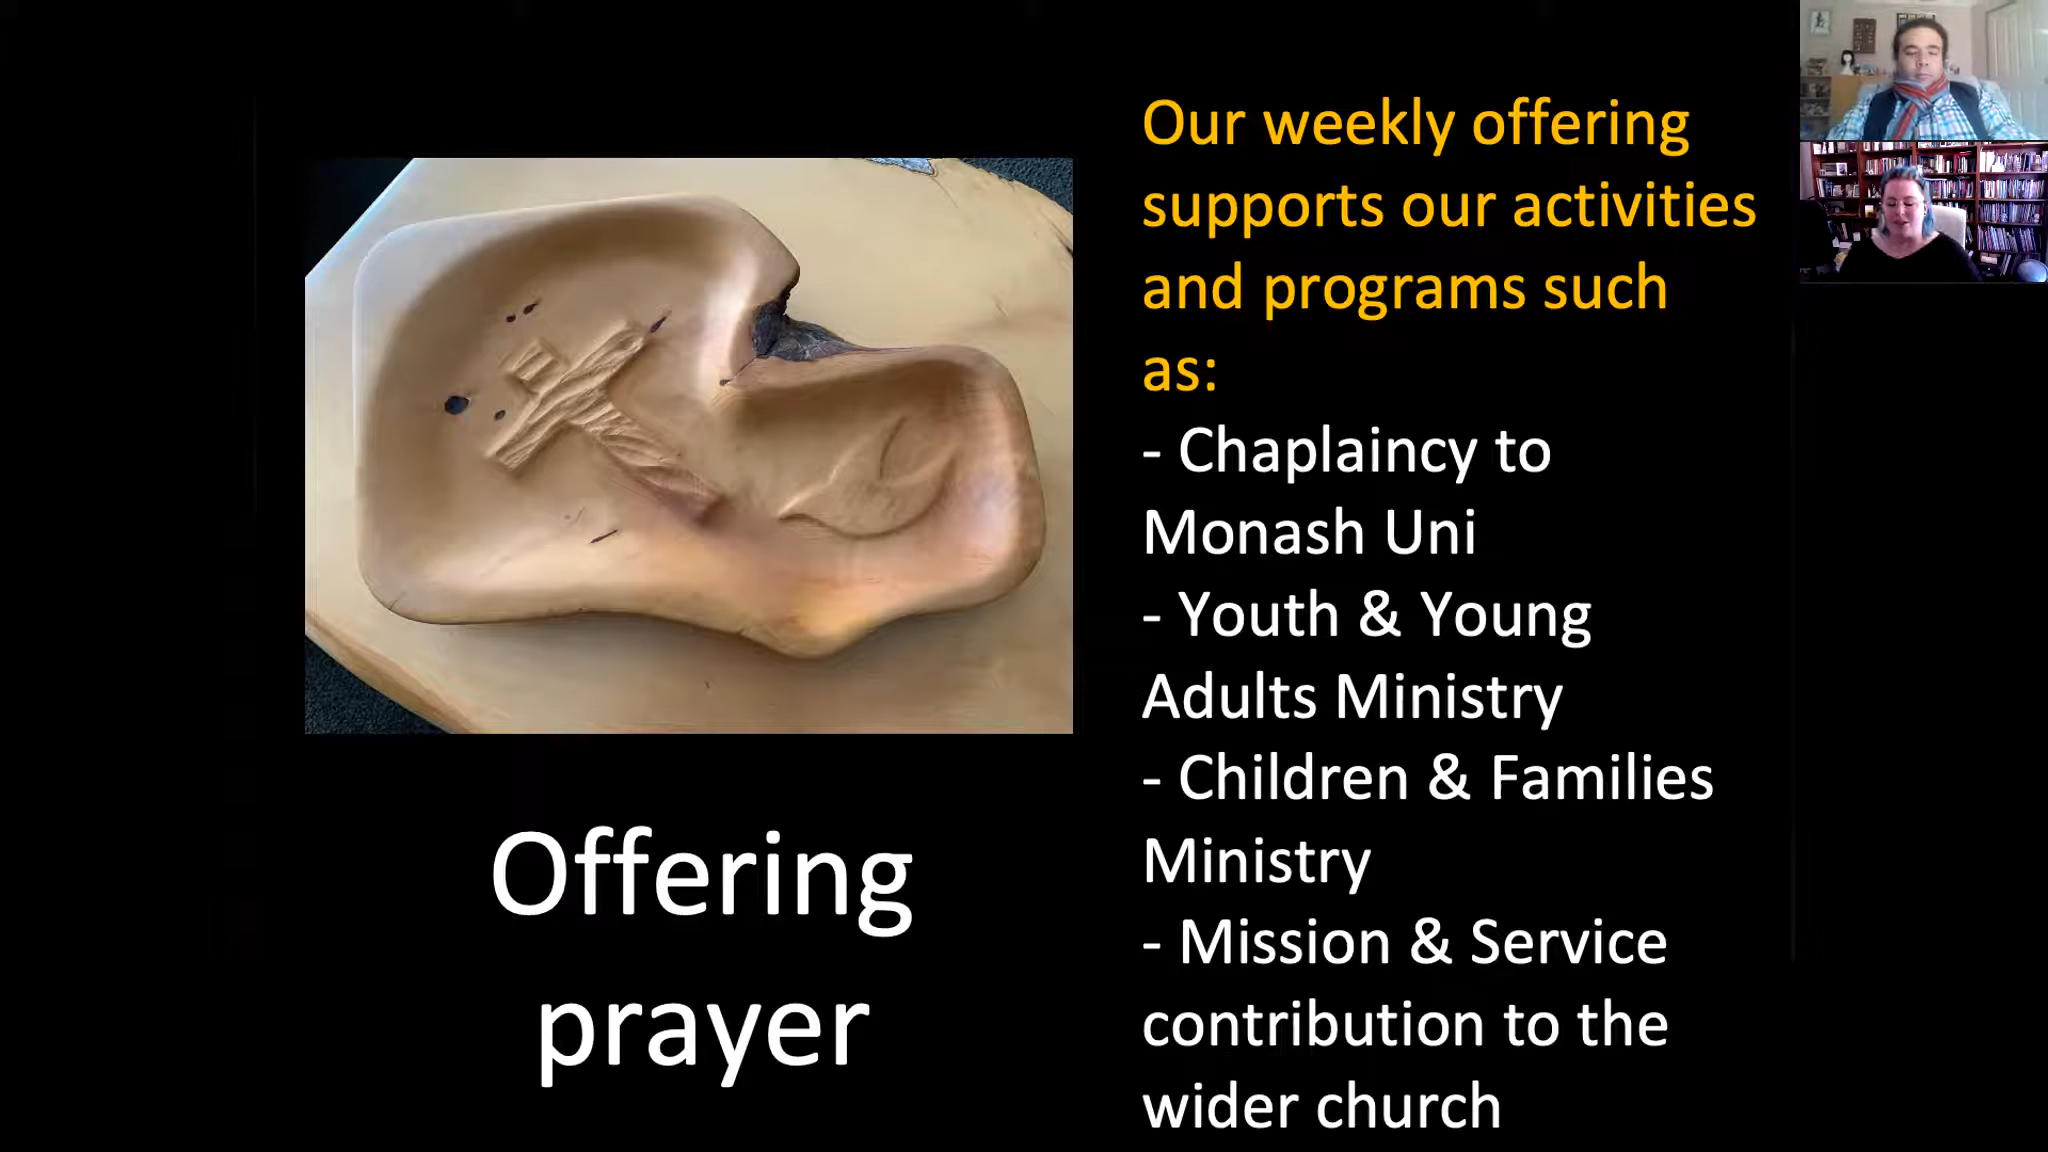 Our weekly offering
supports our activities
and programs such
as:
- Chaplaincy to
Monash Uni
- Youth & Young
Adults Ministry
- Children & Families
Ministry
- Mission & Service
contribution to the
wider church
Offering
prayer